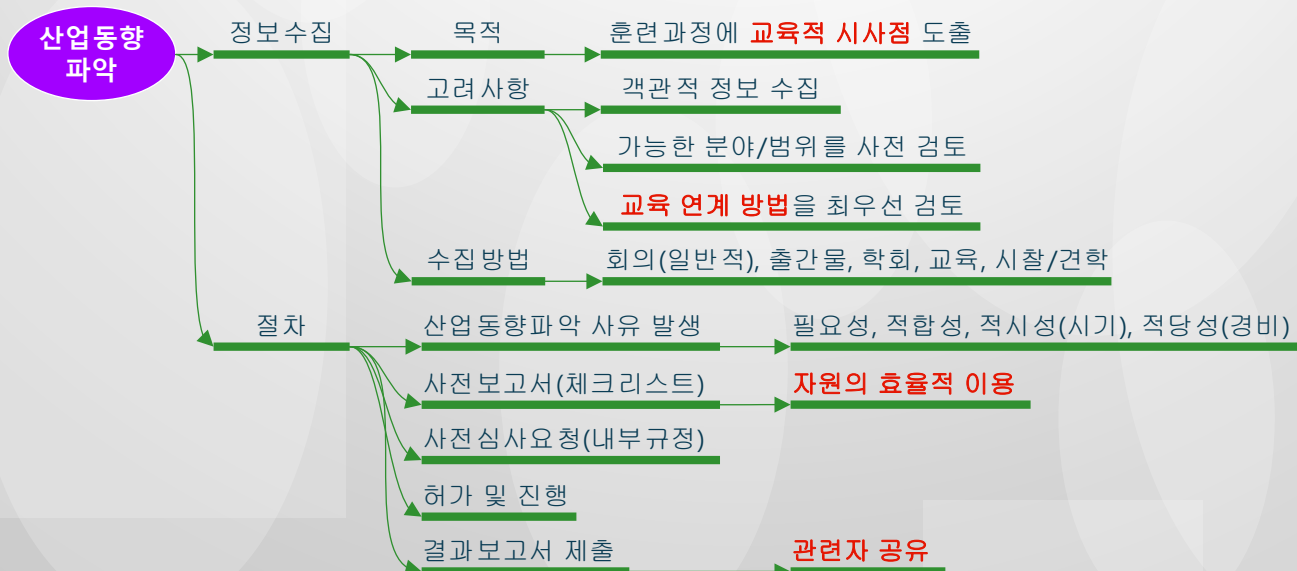 산업동향
파악
정보수집
목적
훈련과정에 교육적 시사점 도출
고려사항
객관적 정보 수집
가능한 분야/범위를 사전 검토
교육 연계 방법을 최우선 검토
수집방법
회의(일반적), 출간물, 학회, 교육, 시찰/견학
절차
산업동향파악 사유 발생
필요성, 적합성, 적시성(시기), 적당성(경비)
사전보고서(체크리스트)
자원의 효율적 이용
사전심사요청(내부규정)
허가 및 진행
결과보고서 제출
관련자 공유